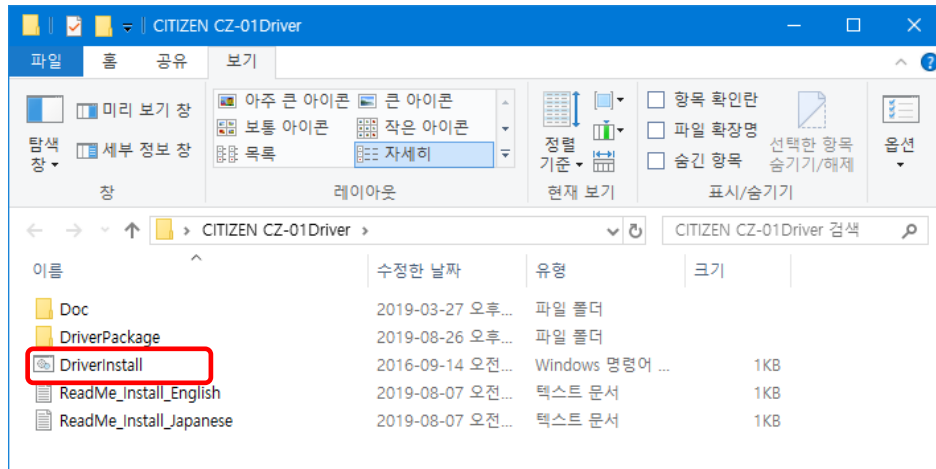 CITIZEN CZ-01Driver
파일 홈 공유 보기
미리 보기 창
세부 정보 창
탐색 창
창
아주 큰 아이콘 큰 아이콘
보통 아이콘 작은 아이콘
목록 자세히
레이아웃
정렬 기준
현재 보기
항목 확인란
파일 확장명
숨긴 항목
선택한 항목 숨기기/해제
표시/숨기기
옵션
CITIZEN CZ-01Driver
CITIZEN CZ-01Driver 검색
이름 수정한 날짜 유형 크기
Doc 2019-03-27 오후... 파일 폴더
DriverPackage 2019-08-26 오후... 파일 폴더
DriverInstall 2016-09-14 오전... Windows 명령어 ... 1KB
ReadMe_Install_English 2019-08-07 오전... 텍스트 문서 1KB
ReadMe_Install_Japanese 2019-08-07 오전... 텍스트 문서 1KB